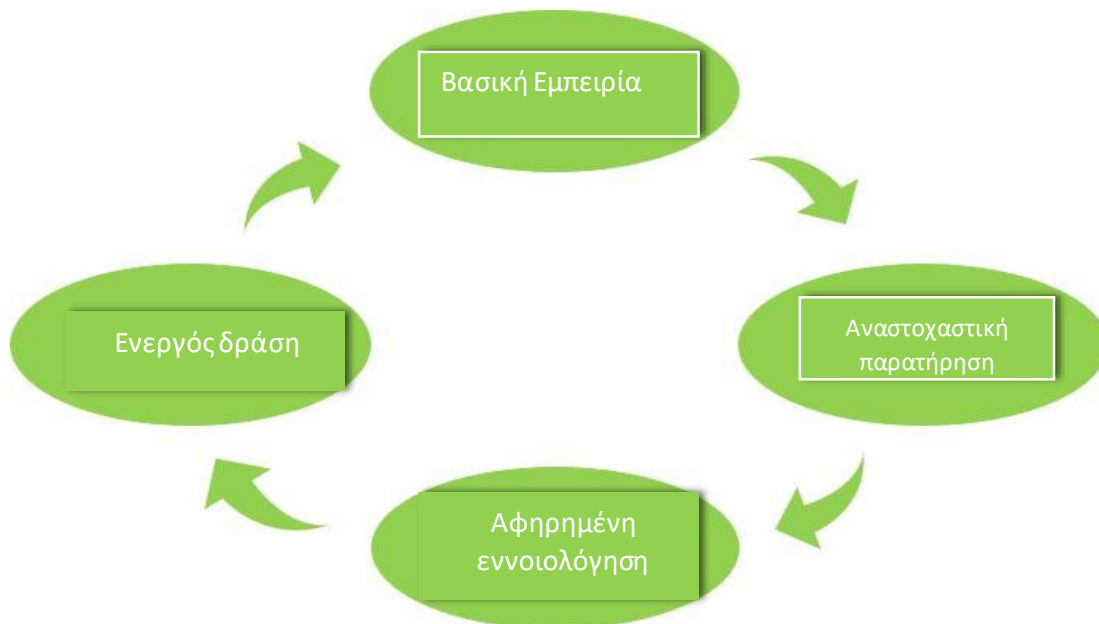 Βασική Εμπειρία
Αναστοχαστική
παρατήρηση
Ενεργός δράση
Αφηρημένη
εννοιολόγηση